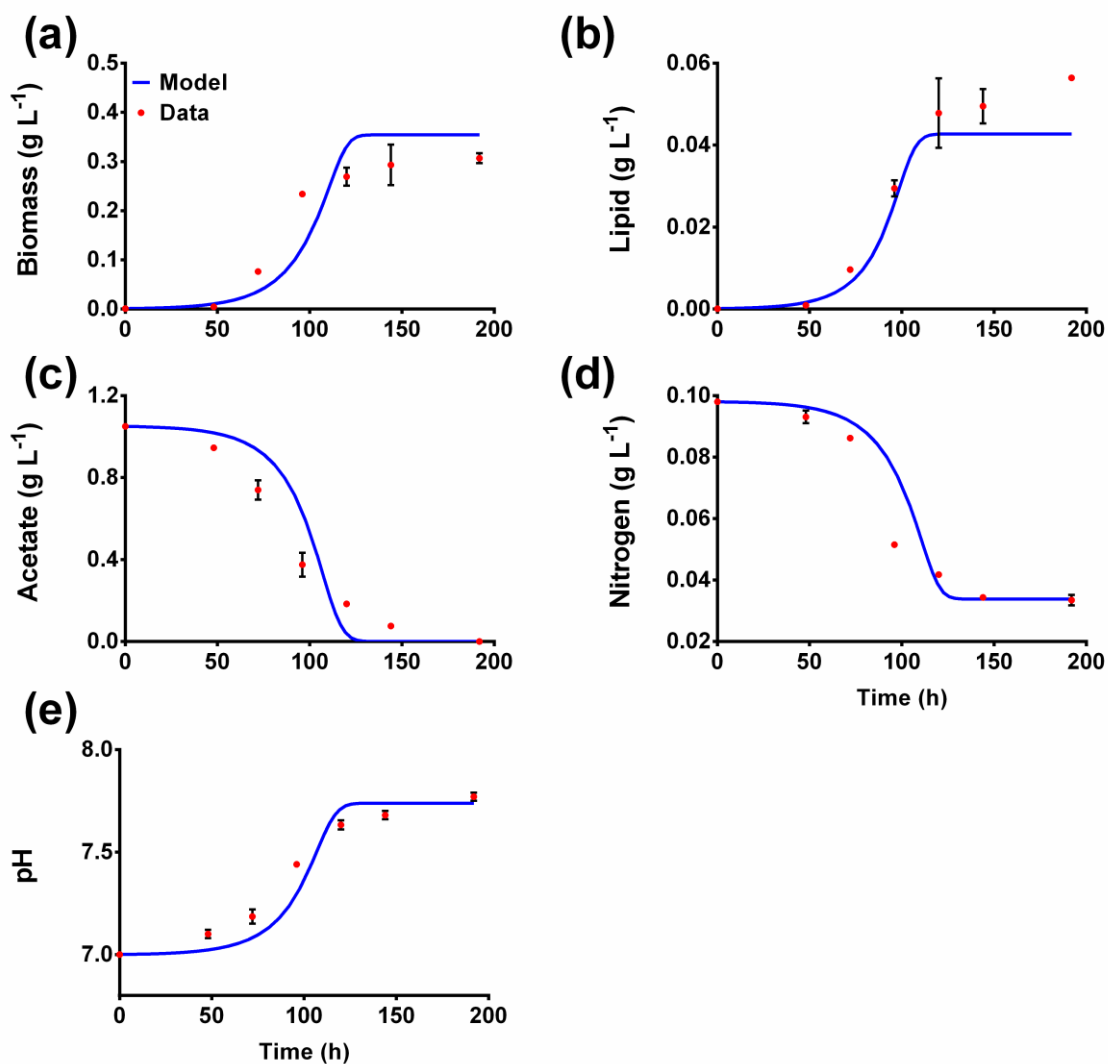 (a)
Biomass (g L-1)
0.5
0.4
0.3
0.2
0.1
0.0
0 50 100 150 200
Model
Data
(b)
Lipid (g L-1)
0.06
0.04
0.02
0.00
0 50 100 150 200
(c)
Acetate (g L-1)
1.2
0.8
0.4
0.0
0 50 100 150 200
(d)
Nitrogen (g L-1)
0.10
0.08
0.06
0.04
0.02
0 50 100 150 200
Time (h)
(e)
pH
8.0
7.5
7.0
0 50 100 150 200
Time (h)